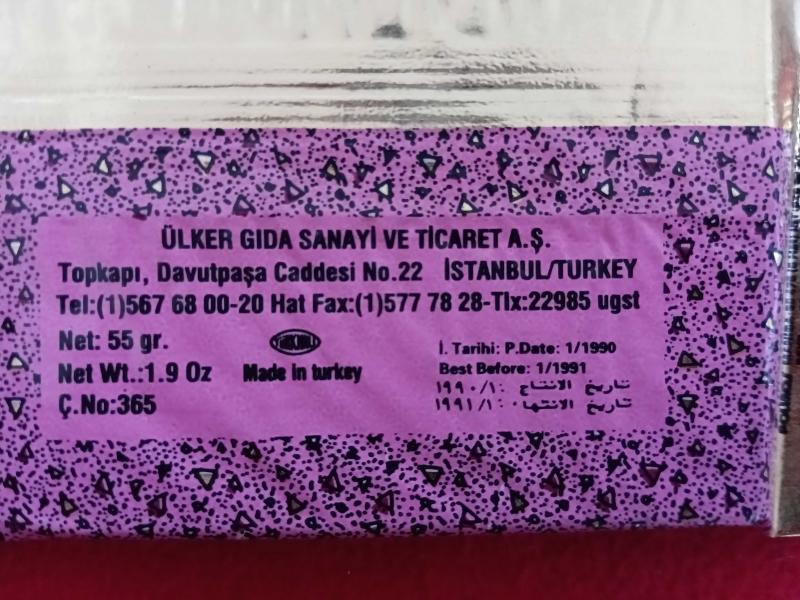 ÜLKER GIDA SANAYİ VE TİCARET A.Ş.
Topkapı, Davutpaşa Caddesi No.22 İSTANBUL/TURKEY
Tel:(1)567 68 00-20 Hat Fax:(1)577 78 28-Tlx:22985 ugst
Net: 55 gr.
Net Wt.:1.9 Oz
Ç.No:365
Made in turkey
İ. Tarihi: P.Date: 1/1990
Best Before: 1/1991
تاريخ الانتاج : ١٩٩٠/١
تاريخ الانتهاء : ١٩٩١/١